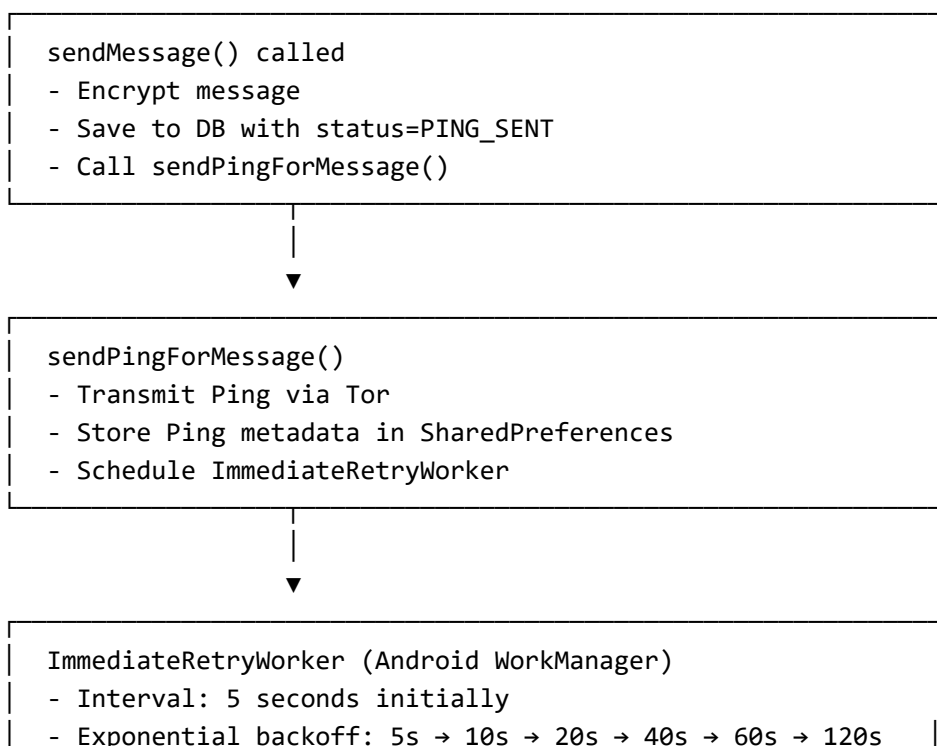 sendMessage() called
- Encrypt message
- Save to DB with status=PING_SENT
- Call sendPingForMessage()
▼
sendPingForMessage()
- Transmit Ping via Tor
- Store Ping metadata in SharedPreferences
- Schedule ImmediateRetryWorker
▼
ImmediateRetryWorker (Android WorkManager)
- Interval: 5 seconds initially
- Exponential backoff: 5s → 10s → 20s → 40s → 60s → 120s